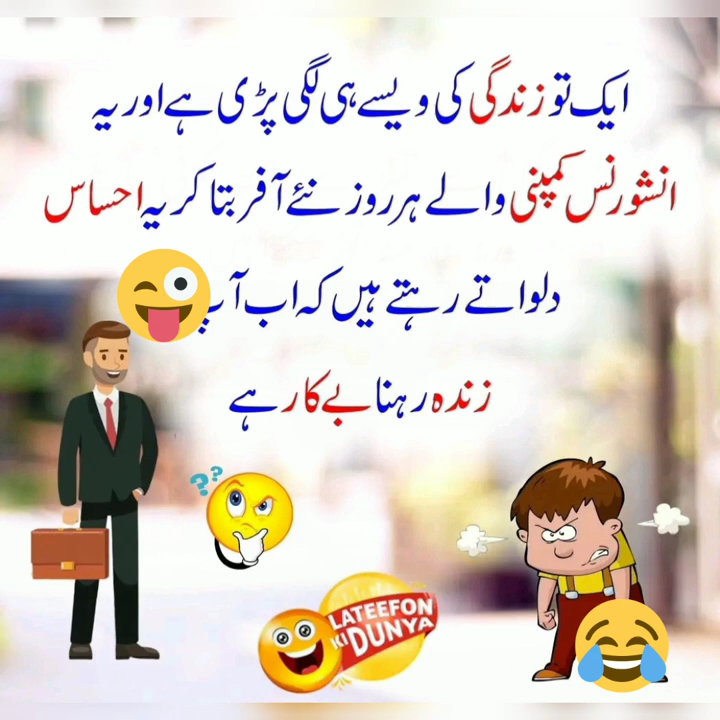 ایک تو زندگی کی ویسے ہی لگی پڑی ہے اور یہ
انشورنس کمپنی والے ہر روز نئے آفر بتا کر یہ احساس
دلواتے رہتے ہیں کہ اب آپ
زندہ رہنا بے کار ہے
??
LATEEFON
KI DUNYA